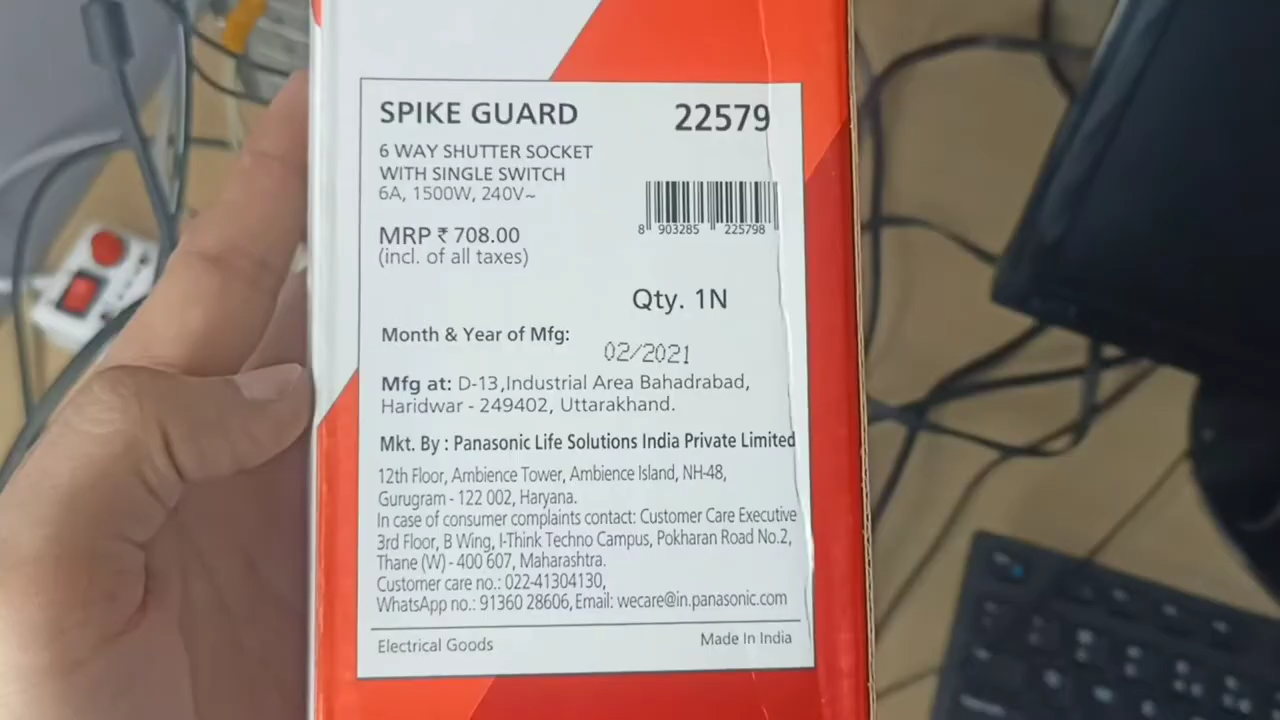 SPIKE GUARD
22579
6 WAY SHUTTER SOCKET
WITH SINGLE SWITCH
6A, 1500W, 240V~
8 903285 225798
MRP ₹ 708.00
(incl. of all taxes)
Qty. 1N
Month & Year of Mfg:
02/2021
Mfg at: D-13,Industrial Area Bahadrabad,
Haridwar - 249402, Uttarakhand.
Mkt. By : Panasonic Life Solutions India Private Limited
12th Floor, Ambience Tower, Ambience Island, NH-48,
Gurugram - 122 002, Haryana.
In case of consumer complaints contact: Customer Care Executive
3rd Floor, B Wing, I-Think Techno Campus, Pokharan Road No.2,
Thane (W) - 400 607, Maharashtra.
Customer care no.: 022-41304130,
WhatsApp no.: 91360 28606, Email: wecare@in.panasonic.com
Electrical Goods
Made In India